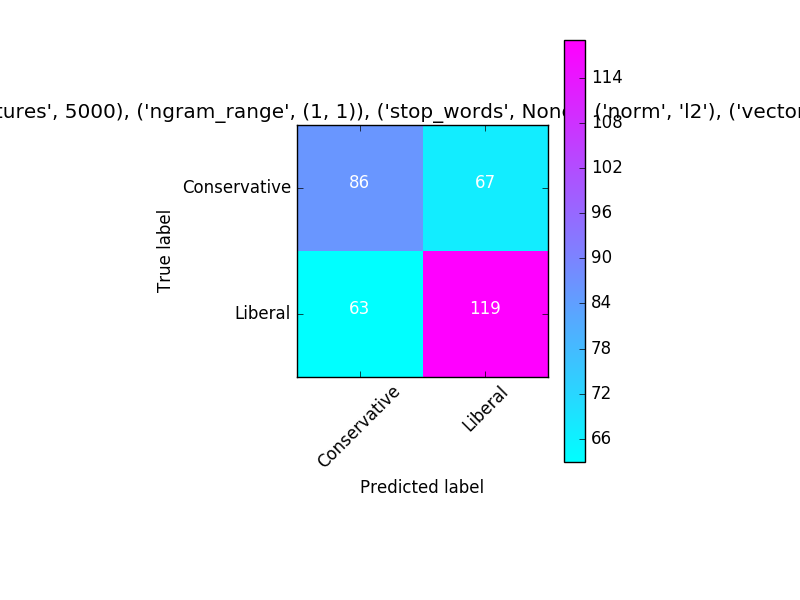 tures', 5000), ('ngram_range', (1, 1)), ('stop_words', None), ('norm', 'l2'), ('vector
114
108
102
96
90
84
78
72
66
True label
Conservative
86
67
Liberal
63
119
Conservative
Liberal
Predicted label